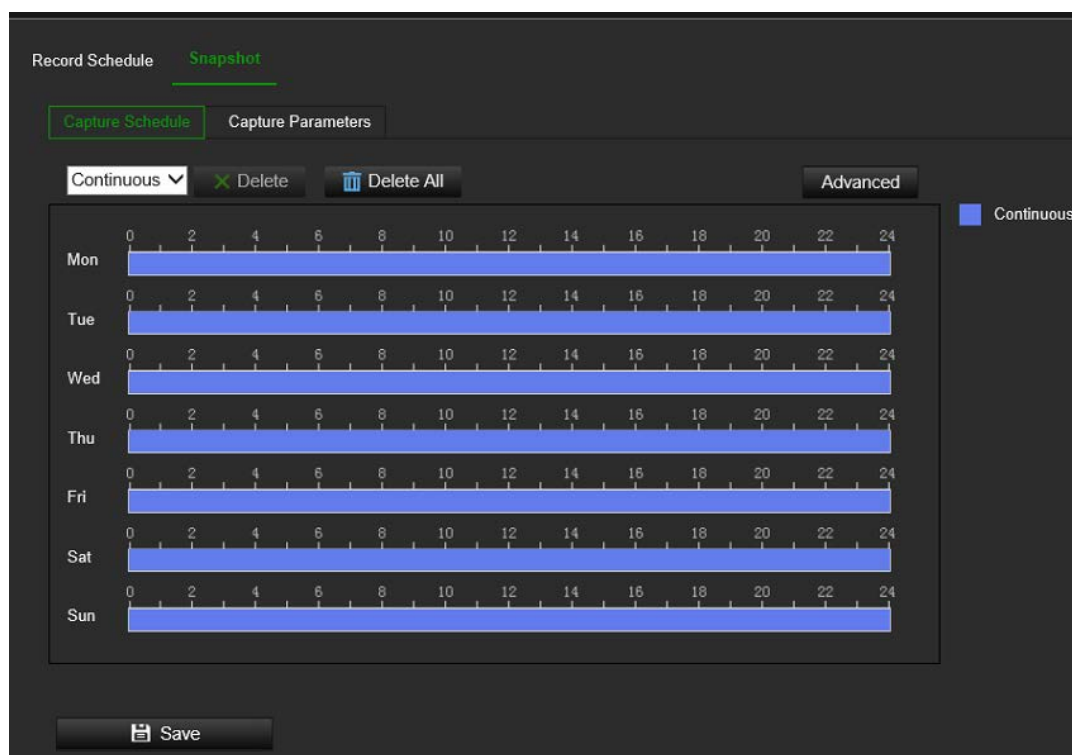 Record Schedule Snapshot
Capture Schedule Capture Parameters
Continuous Delete Delete All Advanced
Continuous
0 2 4 6 8 10 12 14 16 18 20 22 24
Mon
0 2 4 6 8 10 12 14 16 18 20 22 24
Tue
0 2 4 6 8 10 12 14 16 18 20 22 24
Wed
0 2 4 6 8 10 12 14 16 18 20 22 24
Thu
0 2 4 6 8 10 12 14 16 18 20 22 24
Fri
0 2 4 6 8 10 12 14 16 18 20 22 24
Sat
0 2 4 6 8 10 12 14 16 18 20 22 24
Sun
Save